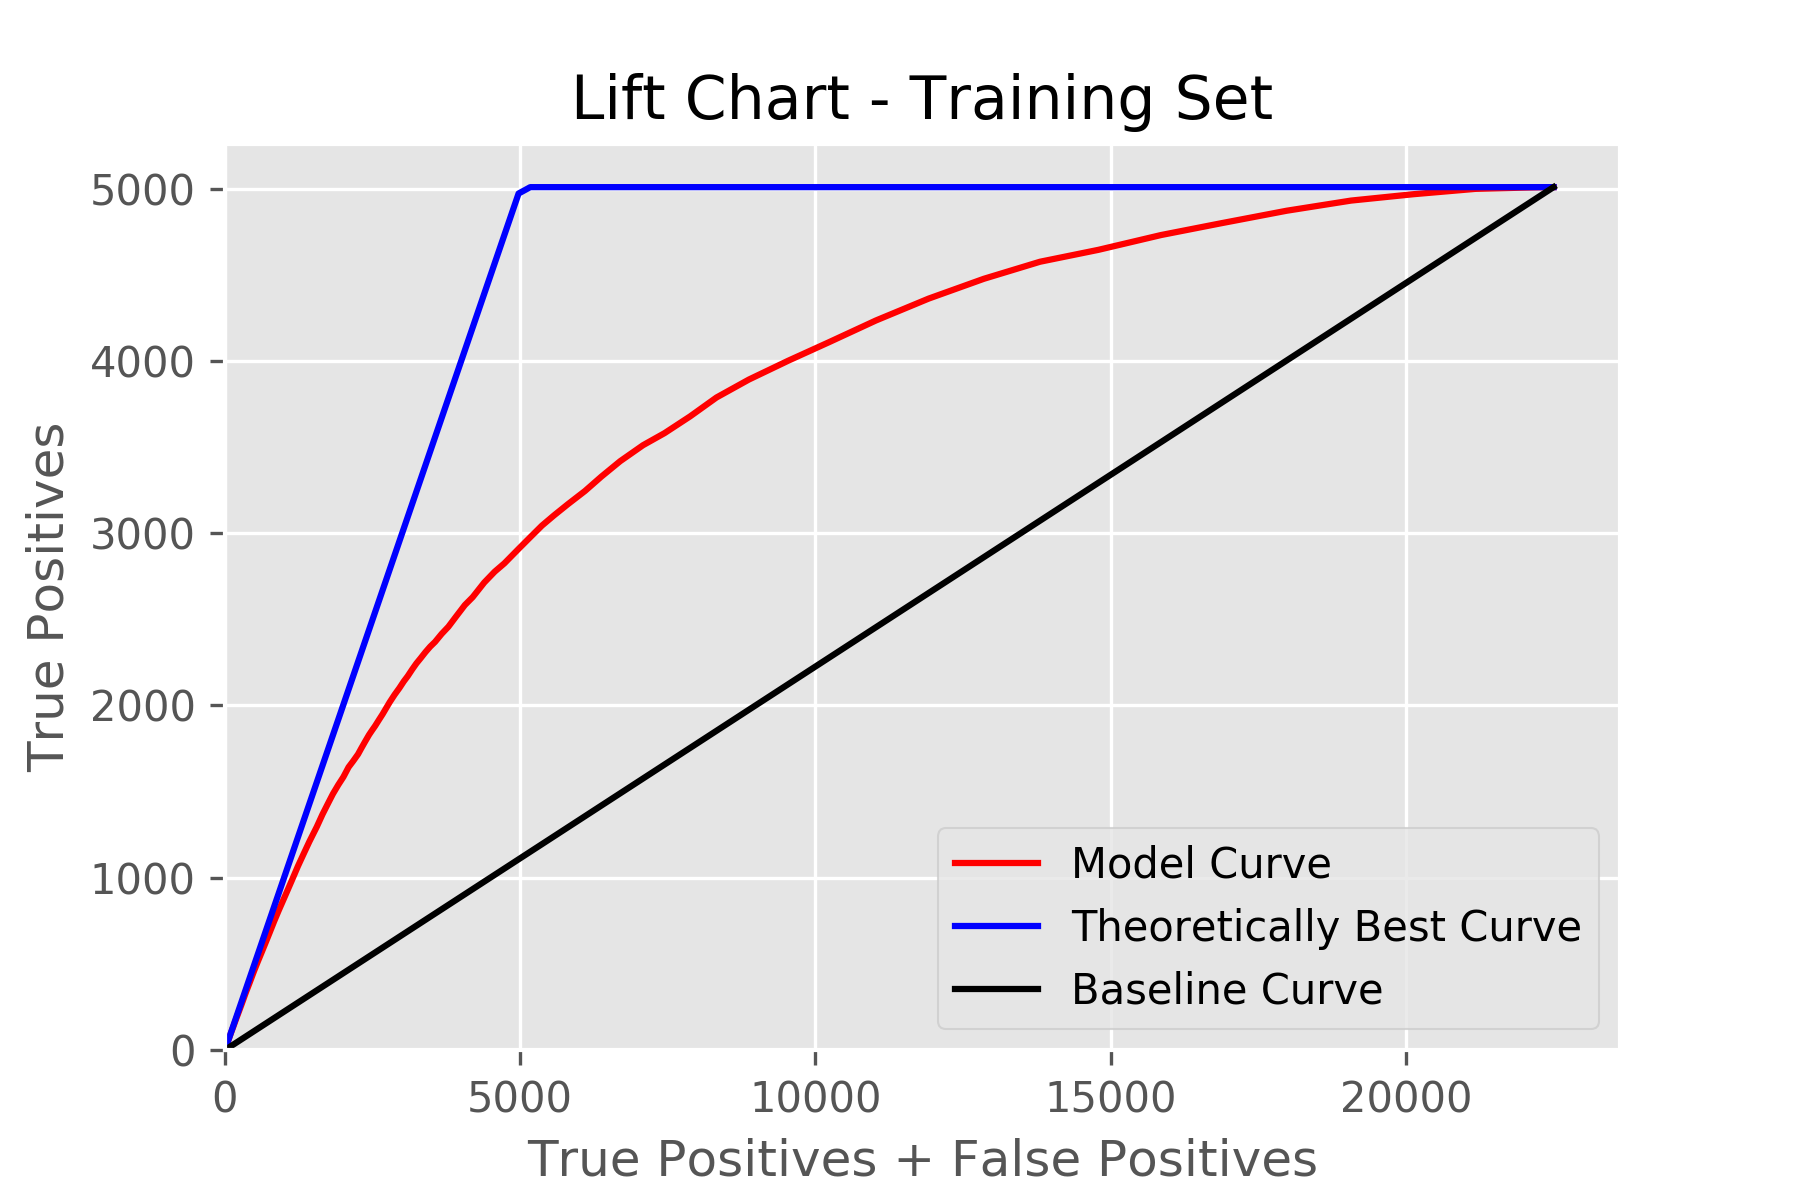 Lift Chart - Training Set
True Positives
5000
4000
3000
2000
1000
0
0 5000 10000 15000 20000
True Positives + False Positives
Model Curve
Theoretically Best Curve
Baseline Curve